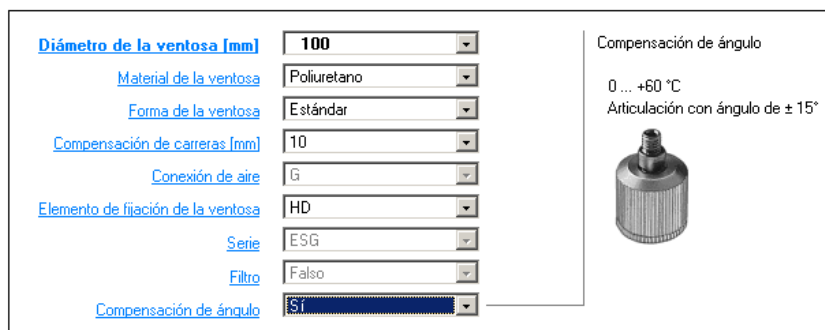 Diámetro de la ventosa [mm] 100
Material de la ventosa Poliuretano
Forma de la ventosa Estándar
Compensación de carreras [mm] 10
Conexión de aire G
Elemento de fijación de la ventosa HD
Serie ESG
Filtro Falso
Compensación de ángulo Sí
Compensación de ángulo
0 ... +60 °C
Articulación con ángulo de ± 15°